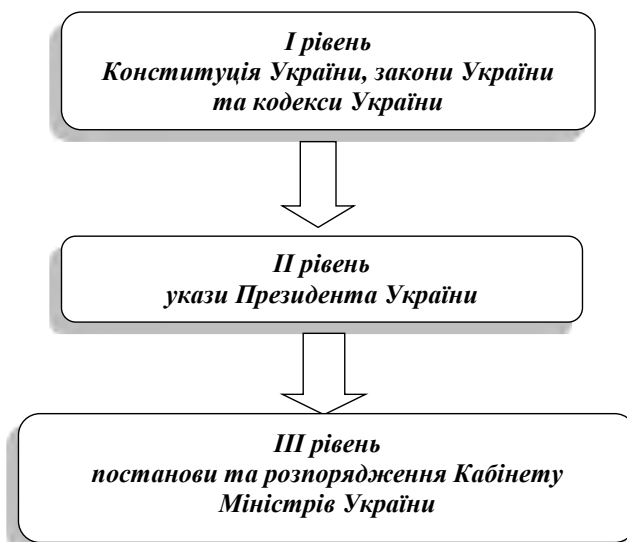 I рівень
Конституція України, закони України
та кодекси України
II рівень
укази Президента України
III рівень
постанови та розпорядження Кабінету
Міністрів України